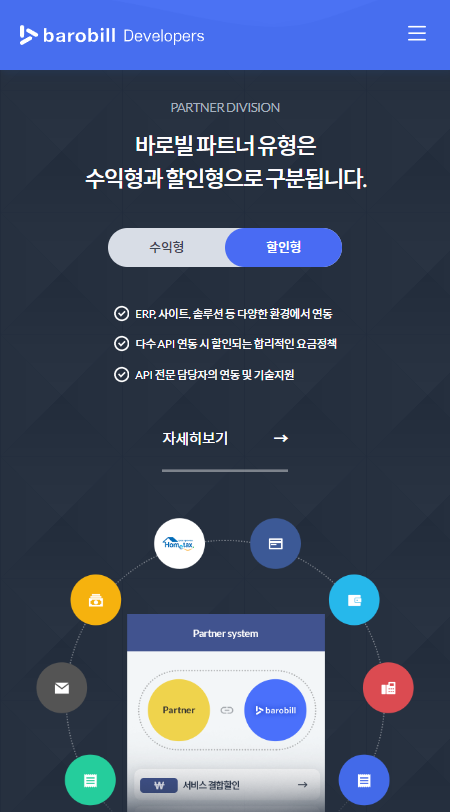 barobill Developers
PARTNER DIVISION
바로빌 파트너 유형은
수익형과 할인형으로 구분됩니다.
수익형 할인형
ERP, 사이트, 솔루션 등 다양한 환경에서 연동
다수 API 연동 시 할인되는 합리적인 요금정책
API 전문 담당자의 연동 및 기술지원
자세히보기
Hometax.
Partner system
Partner barobill
서비스 결합할인